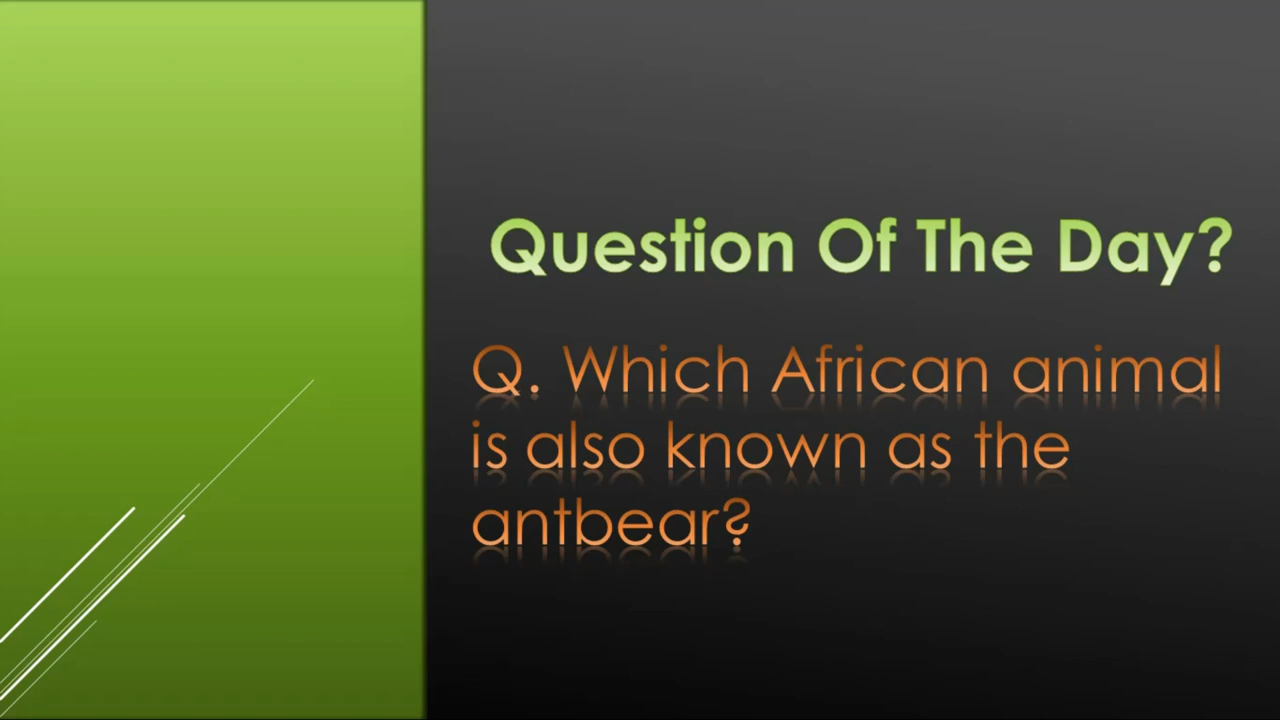 Question Of The Day?
Q. Which African animal
is also known as the
antbear?